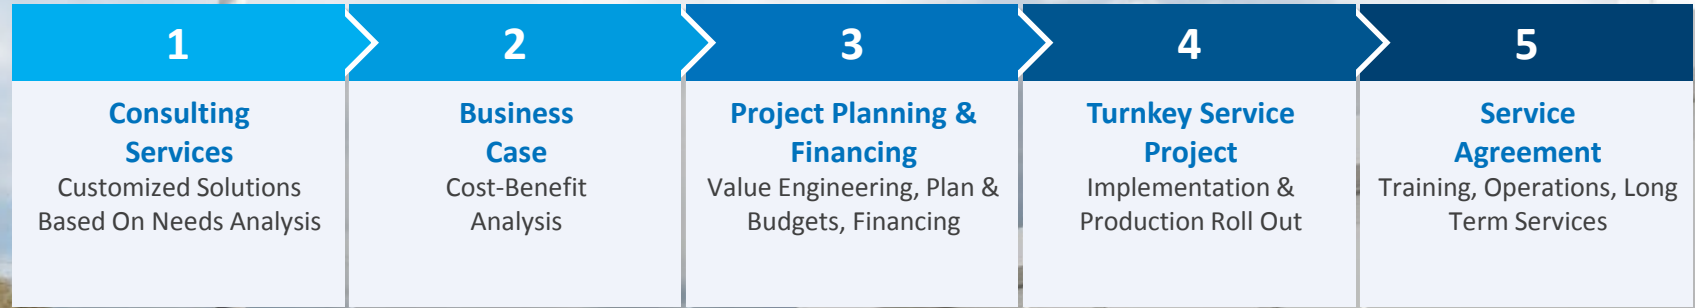 1
Consulting
Services
Customized Solutions
Based On Needs Analysis
2
Business
Case
Cost-Benefit
Analysis
3
Project Planning &
Financing
Value Engineering, Plan &
Budgets, Financing
4
Turnkey Service
Project
Implementation &
Production Roll Out
5
Service
Agreement
Training, Operations, Long
Term Services